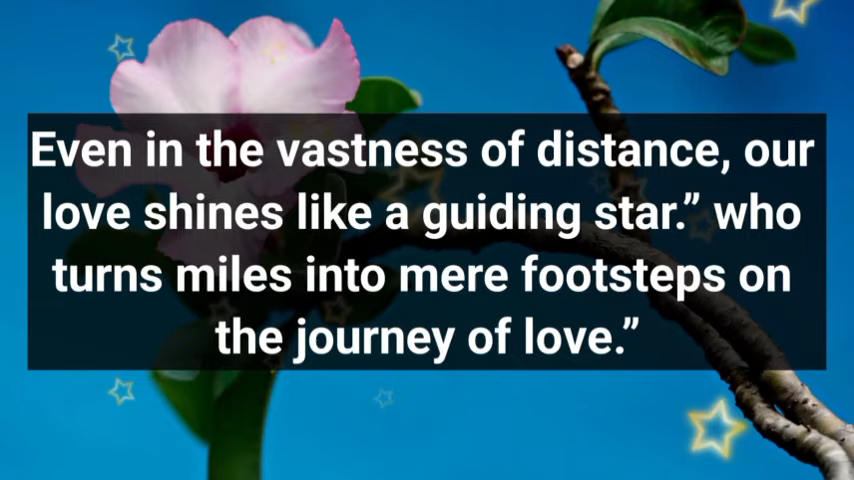 Even in the vastness of distance, our
love shines like a guiding star.” who
turns miles into mere footsteps on
the journey of love.”